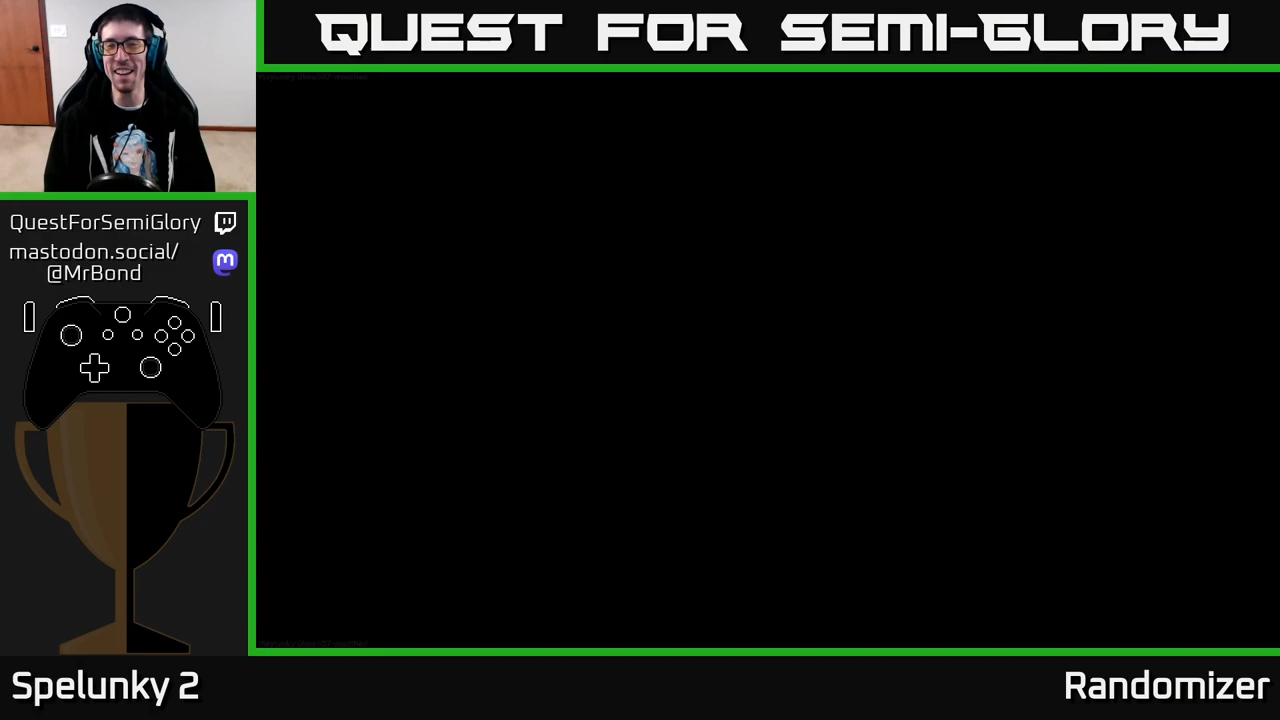 QUEST FOR SEMI-GLORY
QuestForSemiGlory
mastodon.social/
@MrBond
Spelunky 2
Randomizer